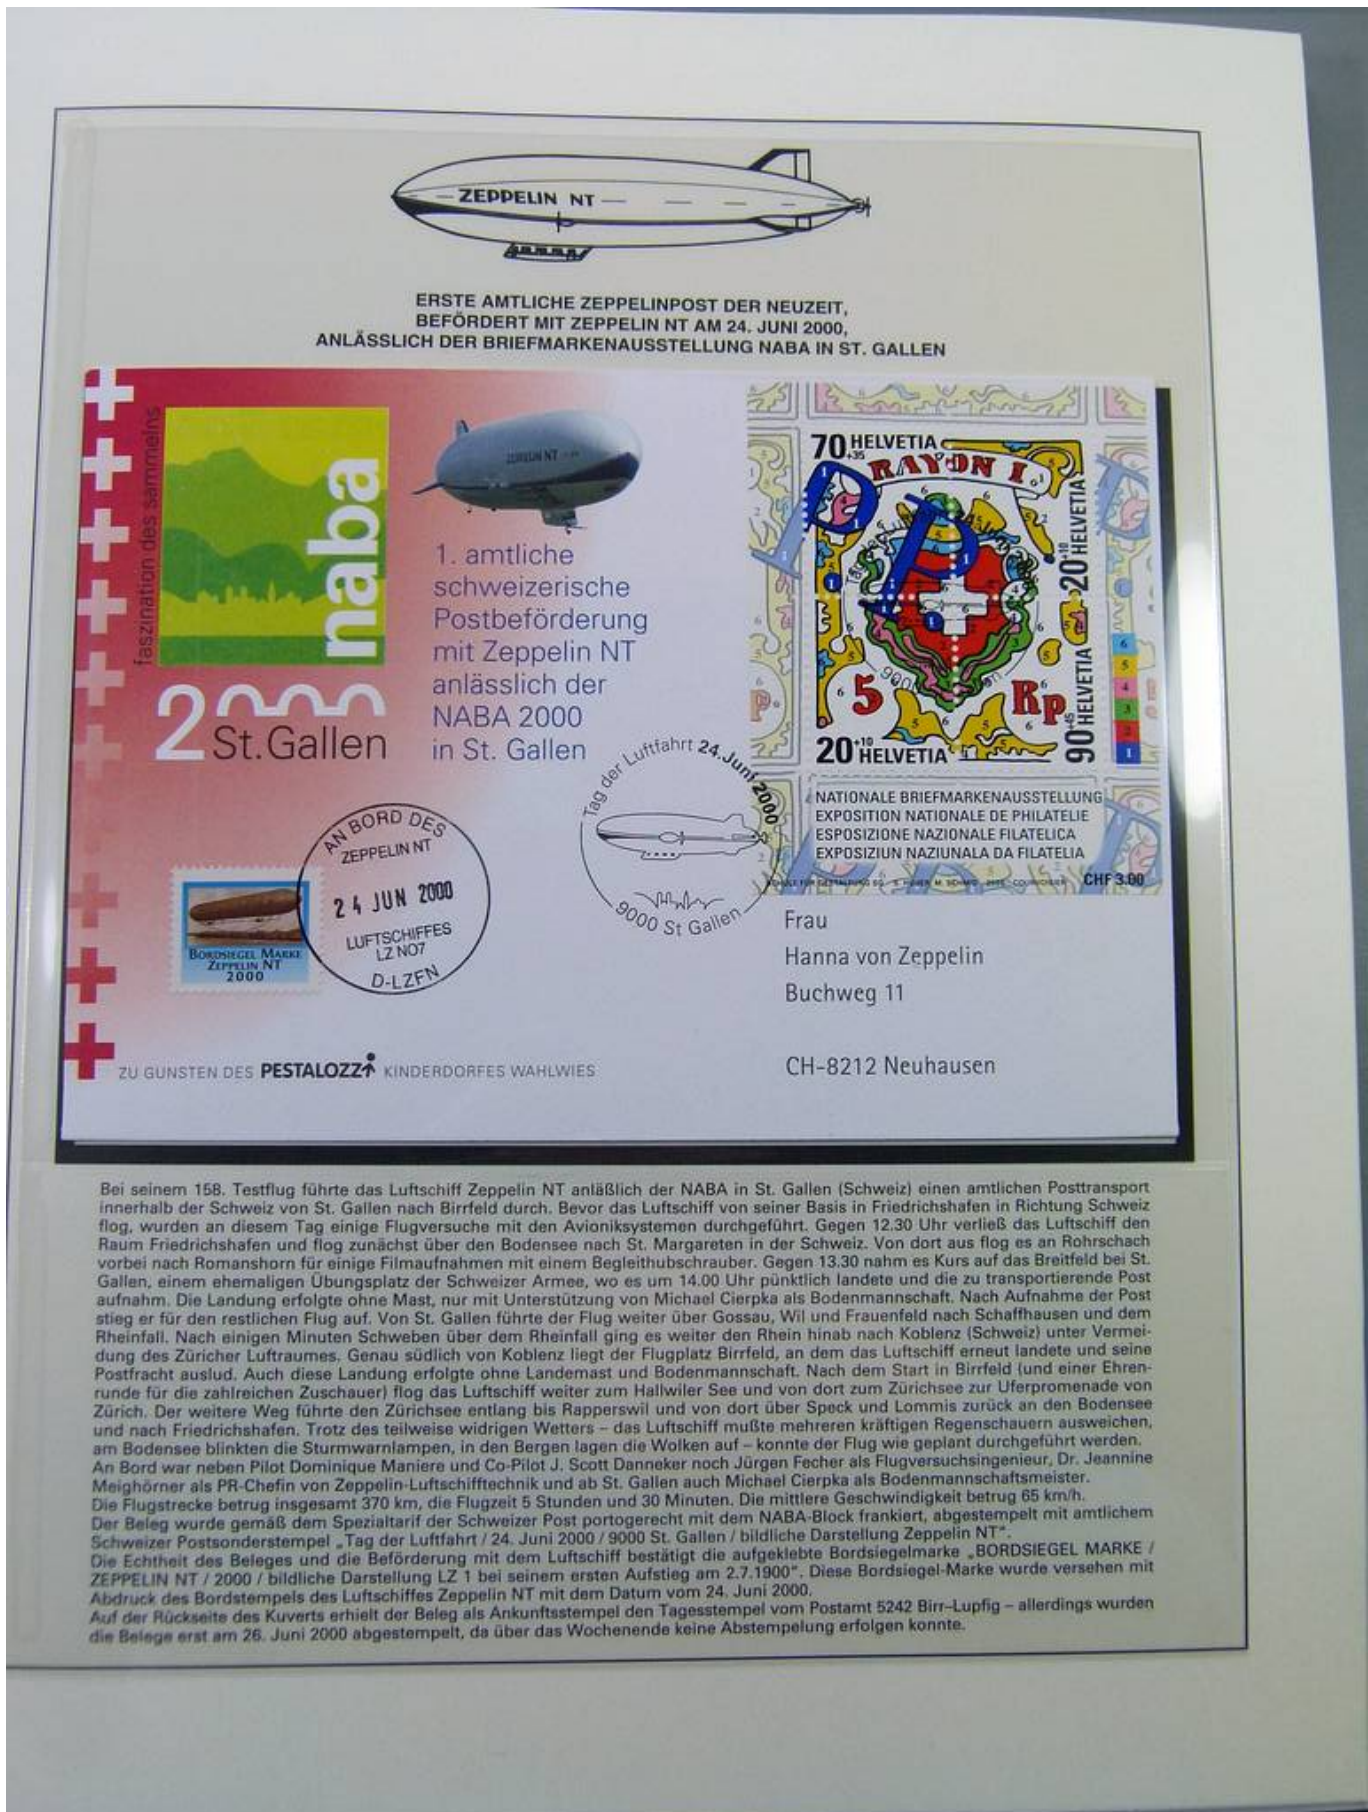 ZEPPELIN NT
ERSTE AMTLICHE ZEPPELINPOST DER NEUZEIT,
BEFÖRDERT MIT ZEPPELIN NT AM 24. JUNI 2000,
ANLÄSSLICH DER BRIEFMARKENAUSSTELLUNG NABA IN ST. GALLEN
faszination des sammelns
naba
2000
St.Gallen
ZEPPELIN NT
1. amtliche
schweizerische
Postbeförderung
mit Zeppelin NT
anlässlich der
NABA 2000
in St. Gallen
70+35 HELVETIA
RAYON I.
PP
20+10 HELVETIA
5 Rp
20+10 HELVETIA
90+45 HELVETIA
6
5
4
3
2
1
NATIONALE BRIEFMARKENAUSSTELLUNG
EXPOSITION NATIONALE DE PHILATELIE
ESPOSIZIONE NAZIONALE FILATELICA
EXPOSIZIUN NAZIUNALA DA FILATELIA
CHF 3.00
Tag der Luftfahrt 24.Juni 2000
9000 St Gallen
AN BORD DES
ZEPPELIN NT
24 JUN 2000
LUFTSCHIFFES
LZ N07
D-LZFN
BORDSIEGEL MARKE
ZEPPELIN NT
2000
Frau
Hanna von Zeppelin
Buchweg 11
CH-8212 Neuhausen
ZU GUNSTEN DES PESTALOZZI KINDERDORFES WAHLWIES
Bei seinem 158. Testflug führte das Luftschiff Zeppelin NT anläßlich der NABA in St. Gallen (Schweiz) einen amtlichen Posttransport
innerhalb der Schweiz von St. Gallen nach Birrfeld durch. Bevor das Luftschiff von seiner Basis in Friedrichshafen in Richtung Schweiz
flog, wurden an diesem Tag einige Flugversuche mit den Avioniksystemen durchgeführt. Gegen 12.30 Uhr verließ das Luftschiff den
Raum Friedrichshafen und flog zunächst über den Bodensee nach St. Margareten in der Schweiz. Von dort aus flog es an Rohrschach
vorbei nach Romanshorn für einige Filmaufnahmen mit einem Begleithubschrauber. Gegen 13.30 nahm es Kurs auf das Breitfeld bei St.
Gallen, einem ehemaligen Übungsplatz der Schweizer Armee, wo es um 14.00 Uhr pünktlich landete und die zu transportierende Post
aufnahm. Die Landung erfolgte ohne Mast, nur mit Unterstützung von Michael Cierpka als Bodenmannschaft. Nach Aufnahme der Post
stieg er für den restlichen Flug auf. Von St. Gallen führte der Flug weiter über Gossau, Wil und Frauenfeld nach Schaffhausen und dem
Rheinfall. Nach einigen Minuten Schweben über dem Rheinfall ging es weiter den Rhein hinab nach Koblenz (Schweiz) unter Vermei-
dung des Züricher Luftraumes. Genau südlich von Koblenz liegt der Flugplatz Birrfeld, an dem das Luftschiff erneut landete und seine
Postfracht auslud. Auch diese Landung erfolgte ohne Landemast und Bodenmannschaft. Nach dem Start in Birrfeld (und einer Ehren-
runde für die zahlreichen Zuschauer) flog das Luftschiff weiter zum Hallwiler See und von dort zum Zürichsee zur Uferpromenade von
Zürich. Der weitere Weg führte den Zürichsee entlang bis Rapperswil und von dort über Speck und Lommis zurück an den Bodensee
und nach Friedrichshafen. Trotz des teilweise widrigen Wetters – das Luftschiff mußte mehreren kräftigen Regenschauern ausweichen,
am Bodensee blinkten die Sturmwarnlampen, in den Bergen lagen die Wolken auf – konnte der Flug wie geplant durchgeführt werden.
An Bord war neben Pilot Dominique Maniere und Co-Pilot J. Scott Danneker noch Jürgen Fecher als Flugversuchsingenieur, Dr. Jeannine
Meighörner als PR-Chefin von Zeppelin-Luftschifftechnik und ab St. Gallen auch Michael Cierpka als Bodenmannschaftsmeister.
Die Flugstrecke betrug insgesamt 370 km, die Flugzeit 5 Stunden und 30 Minuten. Die mittlere Geschwindigkeit betrug 65 km/h.
Der Beleg wurde gemäß dem Spezialtarif der Schweizer Post portogerecht mit dem NABA-Block frankiert, abgestempelt mit amtlichem
Schweizer Postsonderstempel „Tag der Luftfahrt / 24. Juni 2000 / 9000 St. Gallen / bildliche Darstellung Zeppelin NT".
Die Echtheit des Beleges und die Beförderung mit dem Luftschiff bestätigt die aufgeklebte Bordsiegelmarke „BORDSIEGEL MARKE /
ZEPPELIN NT / 2000 / bildliche Darstellung LZ 1 bei seinem ersten Aufstieg am 2.7.1900". Diese Bordsiegel-Marke wurde versehen mit
Abdruck des Bordstempels des Luftschiffes Zeppelin NT mit dem Datum vom 24. Juni 2000.
Auf der Rückseite des Kuverts erhielt der Beleg als Ankunftsstempel den Tagesstempel vom Postamt 5242 Birr–Lupfig – allerdings wurden
die Belege erst am 26. Juni 2000 abgestempelt, da über das Wochenende keine Abstempelung erfolgen konnte.